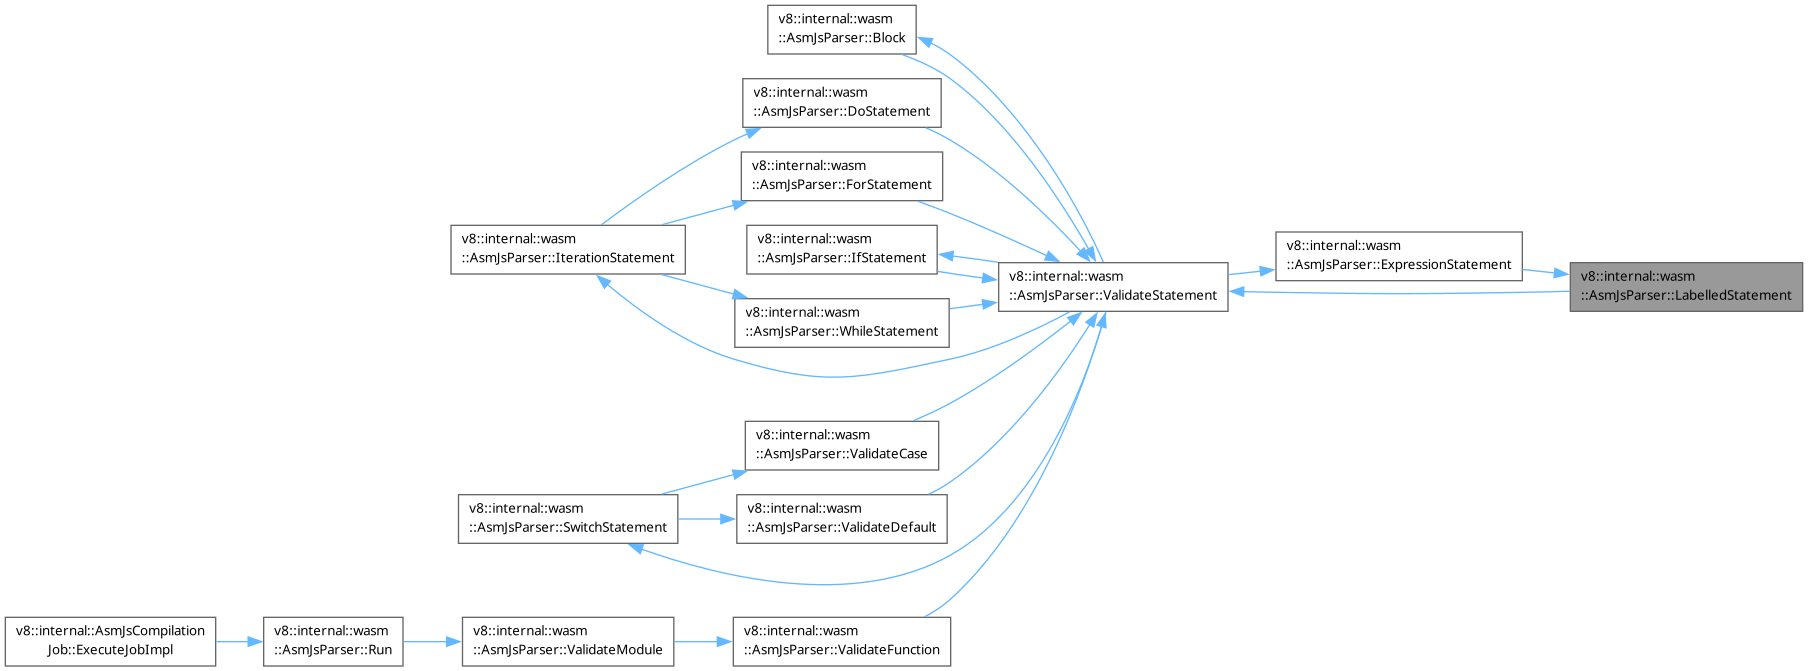 v8::internal::wasm
::AsmJsParser::Block
v8::internal::wasm
::AsmJsParser::DoStatement
v8::internal::wasm
::AsmJsParser::ForStatement
v8::internal::wasm
::AsmJsParser::IterationStatement
v8::internal::wasm
::AsmJsParser::IfStatement
v8::internal::wasm
::AsmJsParser::ExpressionStatement
v8::internal::wasm
::AsmJsParser::ValidateStatement
v8::internal::wasm
::AsmJsParser::LabelledStatement
v8::internal::wasm
::AsmJsParser::WhileStatement
v8::internal::wasm
::AsmJsParser::ValidateCase
v8::internal::wasm
::AsmJsParser::SwitchStatement
v8::internal::wasm
::AsmJsParser::ValidateDefault
v8::internal::AsmJsCompilation
Job::ExecuteJobImpl
v8::internal::wasm
::AsmJsParser::Run
v8::internal::wasm
::AsmJsParser::ValidateModule
v8::internal::wasm
::AsmJsParser::ValidateFunction